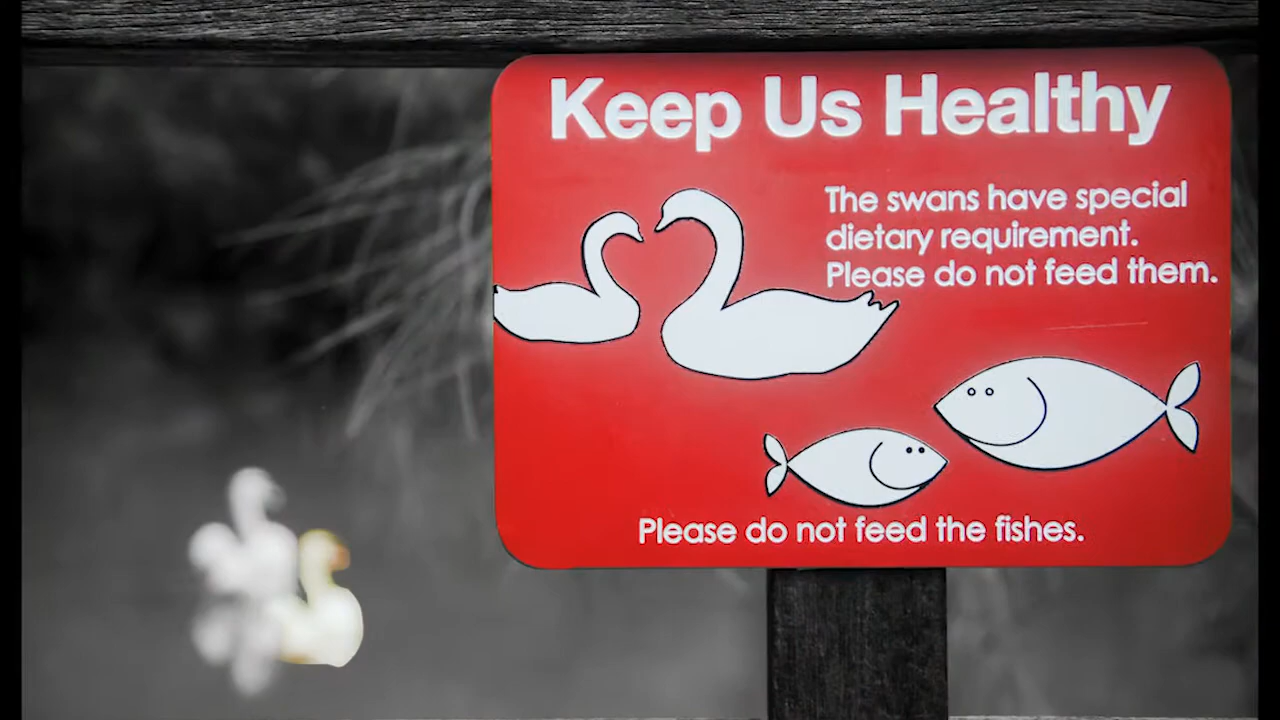 Keep Us Healthy
The swans have special
dietary requirement.
Please do not feed them.
Please do not feed the fishes.